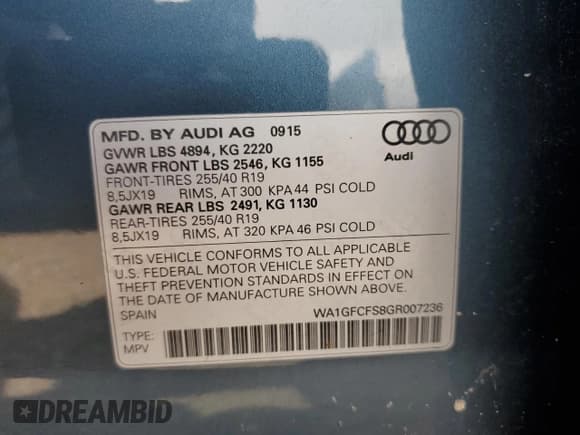 MFD. BY AUDI AG 0915
GVWR LBS 4894, KG 2220
GAWR FRONT LBS 2546, KG 1155
FRONT-TIRES 255/40 R19
8,5JX19 RIMS, AT 300 KPA 44 PSI COLD
GAWR REAR LBS 2491, KG 1130
REAR-TIRES 255/40 R19
8,5JX19 RIMS, AT 320 KPA 46 PSI COLD
Audi
THIS VEHICLE CONFORMS TO ALL APPLICABLE
U.S. FEDERAL MOTOR VEHICLE SAFETY AND
THEFT PREVENTION STANDARDS IN EFFECT ON
THE DATE OF MANUFACTURE SHOWN ABOVE.
SPAIN WA1GFCFS8GR007236
TYPE:
MPV
DREAMBID